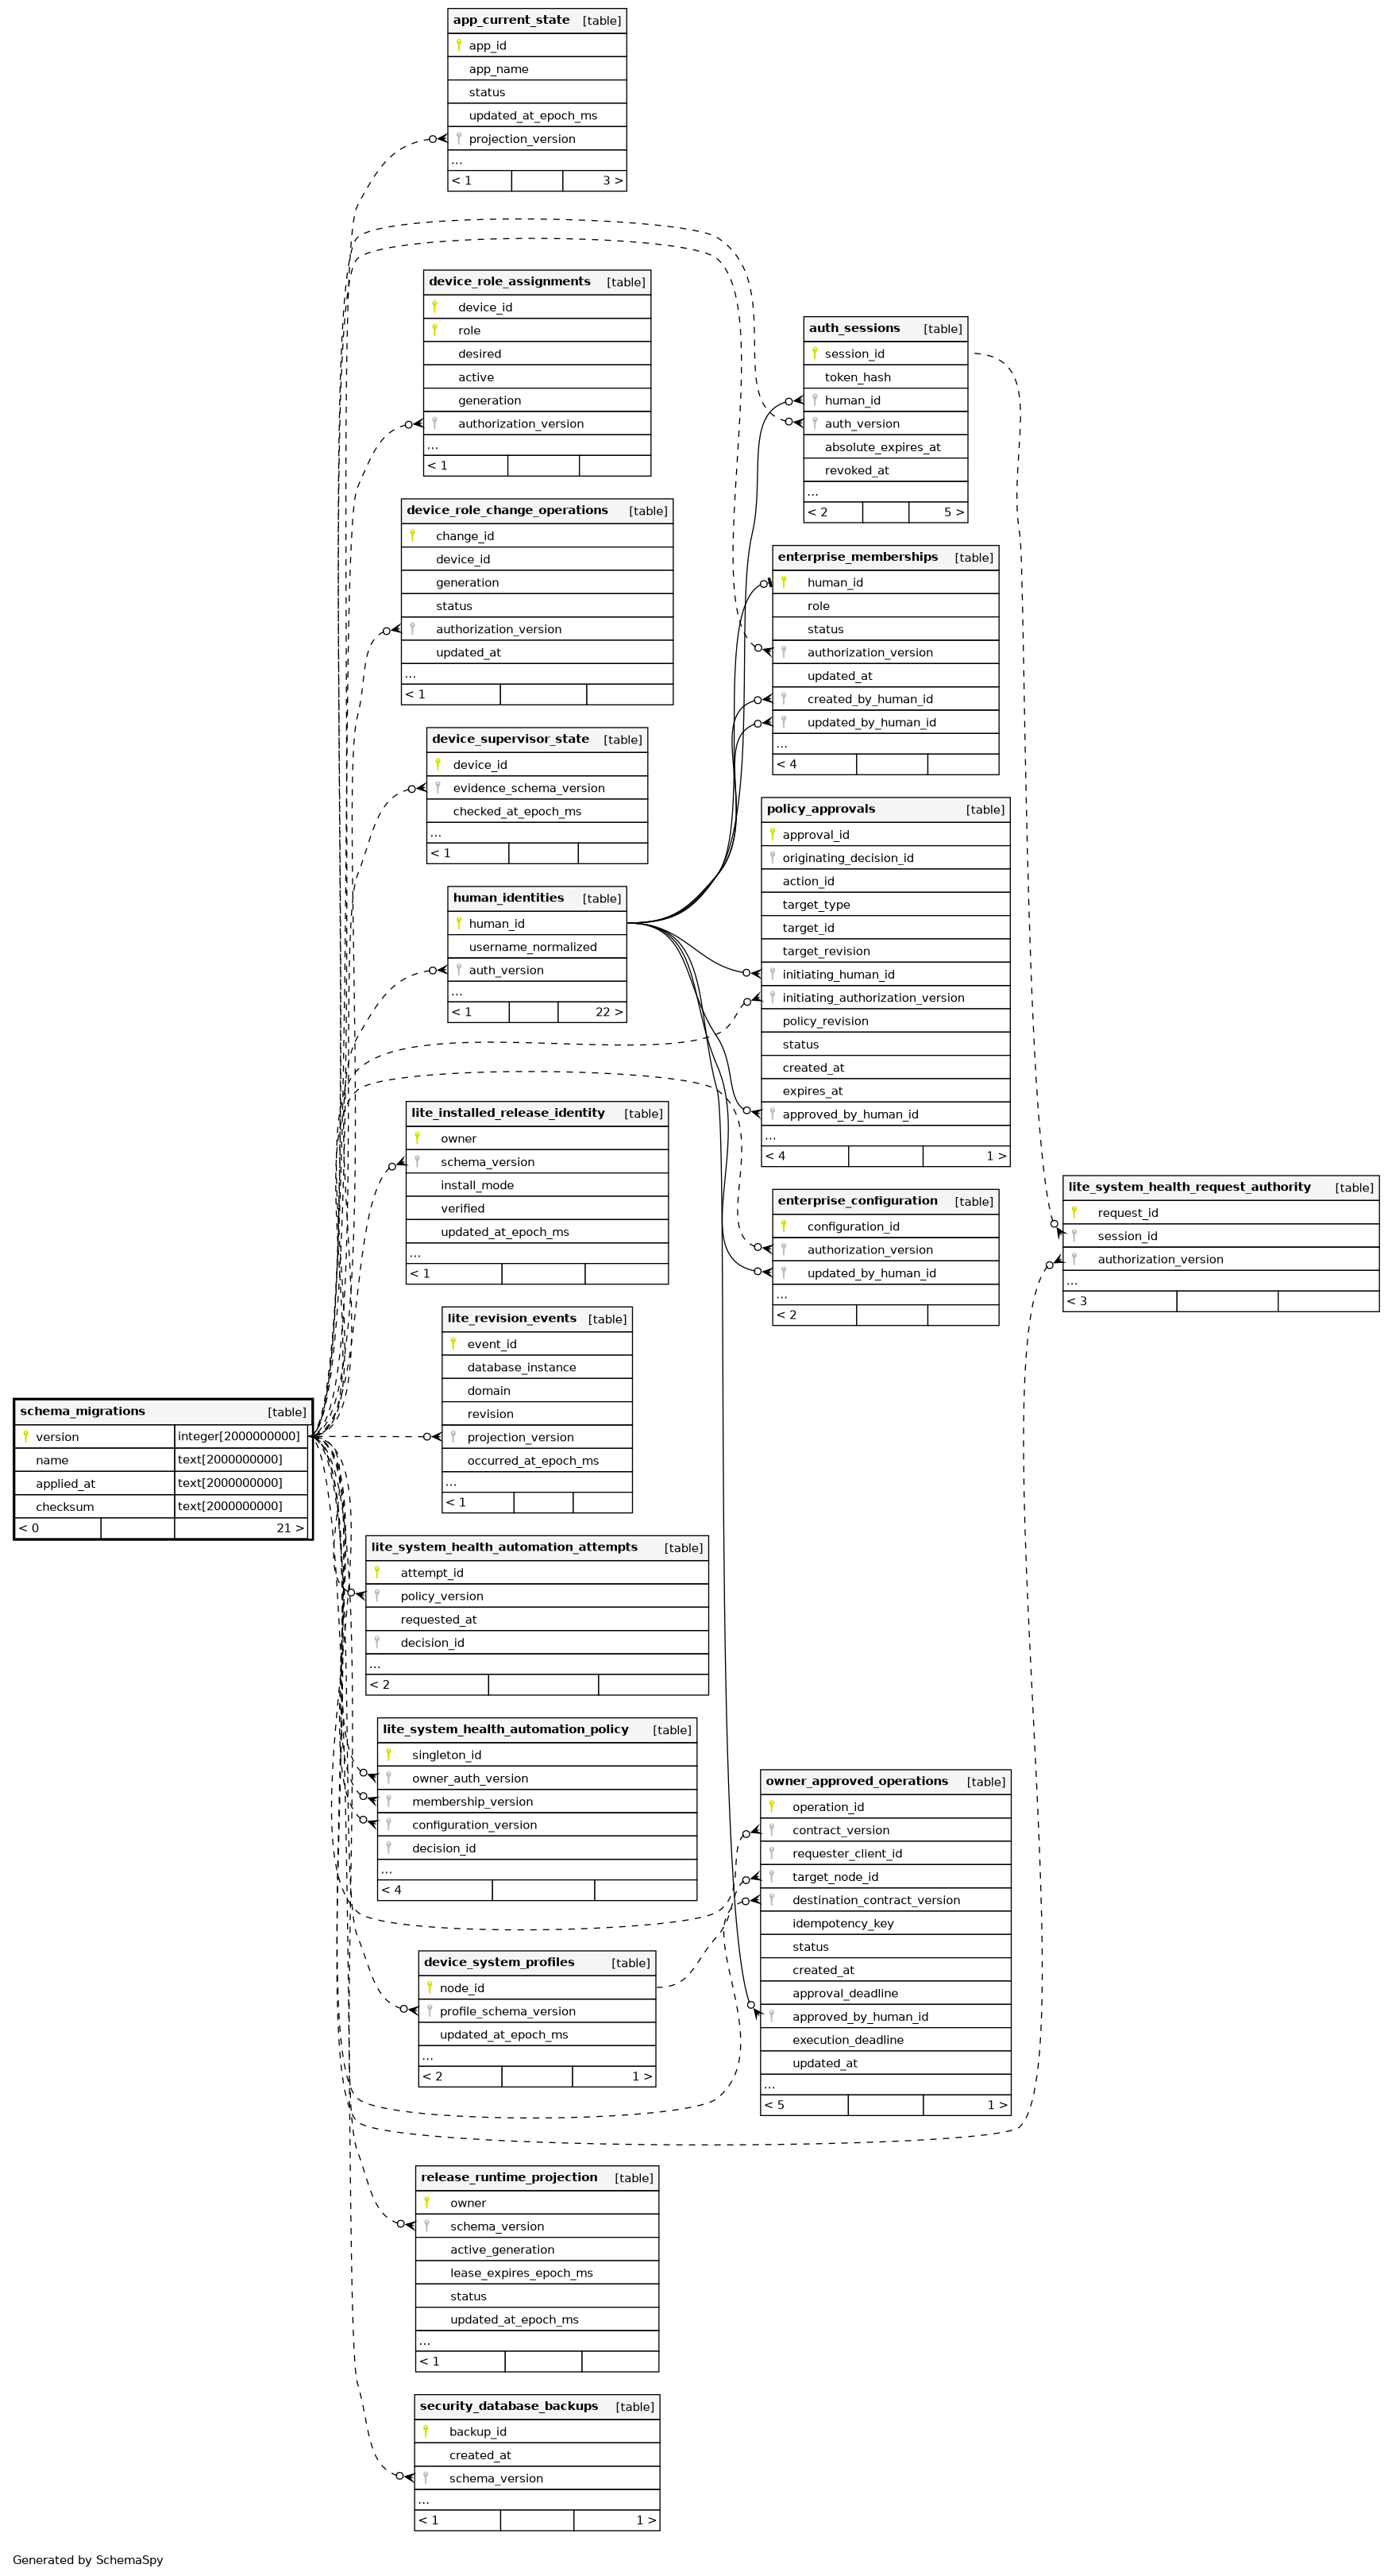 app_current_state [table]
app_id
app_name
status
updated_at_epoch_ms
projection_version
...
< 1 3 >
device_role_assignments [table]
device_id
role
desired
active
generation
authorization_version
...
< 1
auth_sessions [table]
session_id
token_hash
human_id
auth_version
absolute_expires_at
revoked_at
...
< 2 5 >
device_role_change_operations [table]
change_id
device_id
generation
status
authorization_version
updated_at
...
< 1
enterprise_memberships [table]
human_id
role
status
authorization_version
updated_at
created_by_human_id
updated_by_human_id
...
< 4
device_supervisor_state [table]
device_id
evidence_schema_version
checked_at_epoch_ms
...
< 1
policy_approvals [table]
approval_id
originating_decision_id
action_id
target_type
target_id
target_revision
initiating_human_id
initiating_authorization_version
policy_revision
status
created_at
expires_at
approved_by_human_id
...
< 4 1 >
human_identities [table]
human_id
username_normalized
auth_version
...
< 1 22 >
lite_installed_release_identity [table]
owner
schema_version
install_mode
verified
updated_at_epoch_ms
...
< 1
enterprise_configuration [table]
configuration_id
authorization_version
updated_by_human_id
...
< 2
lite_system_health_request_authority [table]
request_id
session_id
authorization_version
...
< 3
lite_revision_events [table]
event_id
database_instance
domain
revision
projection_version
occurred_at_epoch_ms
...
< 1
schema_migrations [table]
version integer[2000000000]
name text[2000000000]
applied_at text[2000000000]
checksum text[2000000000]
< 0 21 >
lite_system_health_automation_attempts [table]
attempt_id
policy_version
requested_at
decision_id
...
< 2
lite_system_health_automation_policy [table]
singleton_id
owner_auth_version
membership_version
configuration_version
decision_id
...
< 4
owner_approved_operations [table]
operation_id
contract_version
requester_client_id
target_node_id
destination_contract_version
idempotency_key
status
created_at
approval_deadline
approved_by_human_id
execution_deadline
updated_at
...
< 5 1 >
device_system_profiles [table]
node_id
profile_schema_version
updated_at_epoch_ms
...
< 2 1 >
release_runtime_projection [table]
owner
schema_version
active_generation
lease_expires_epoch_ms
status
updated_at_epoch_ms
...
< 1
security_database_backups [table]
backup_id
created_at
schema_version
...
< 1 1 >
Generated by SchemaSpy